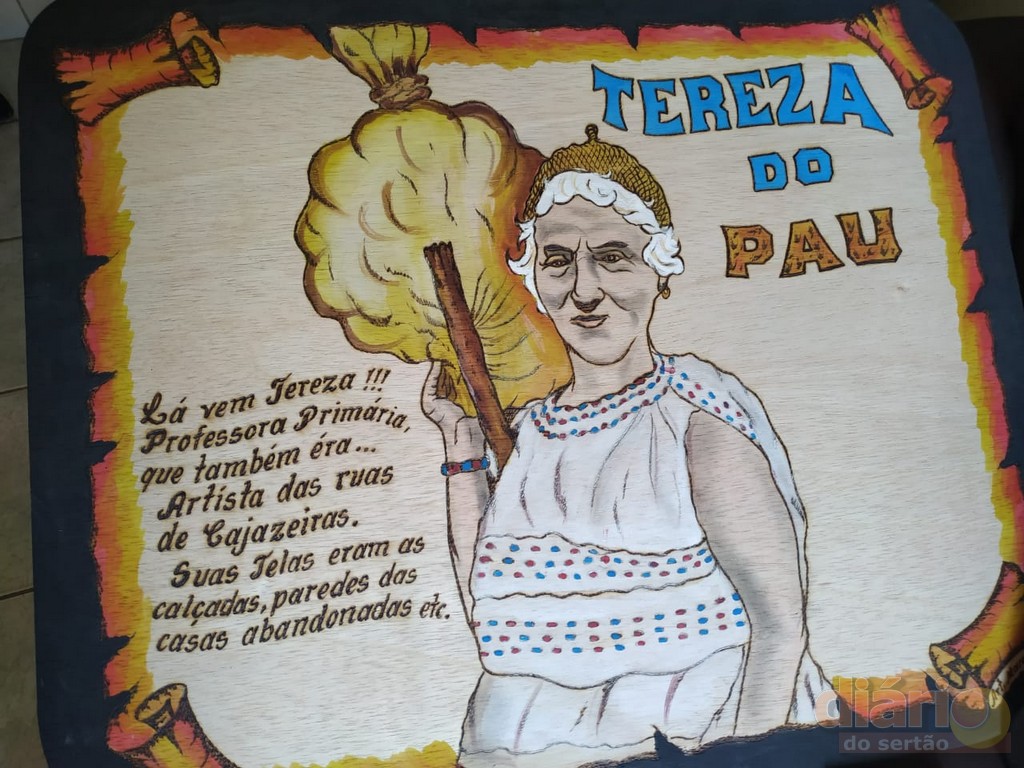 TEREZA
DO
PAU
Lá vem Tereza!!!
Professora Primária,
que também éra...
Artista das ruas
de Cajazeiras.
Suas Telas eram as
calçadas, paredes das
casas abandonadas etc.
diário
do sertão